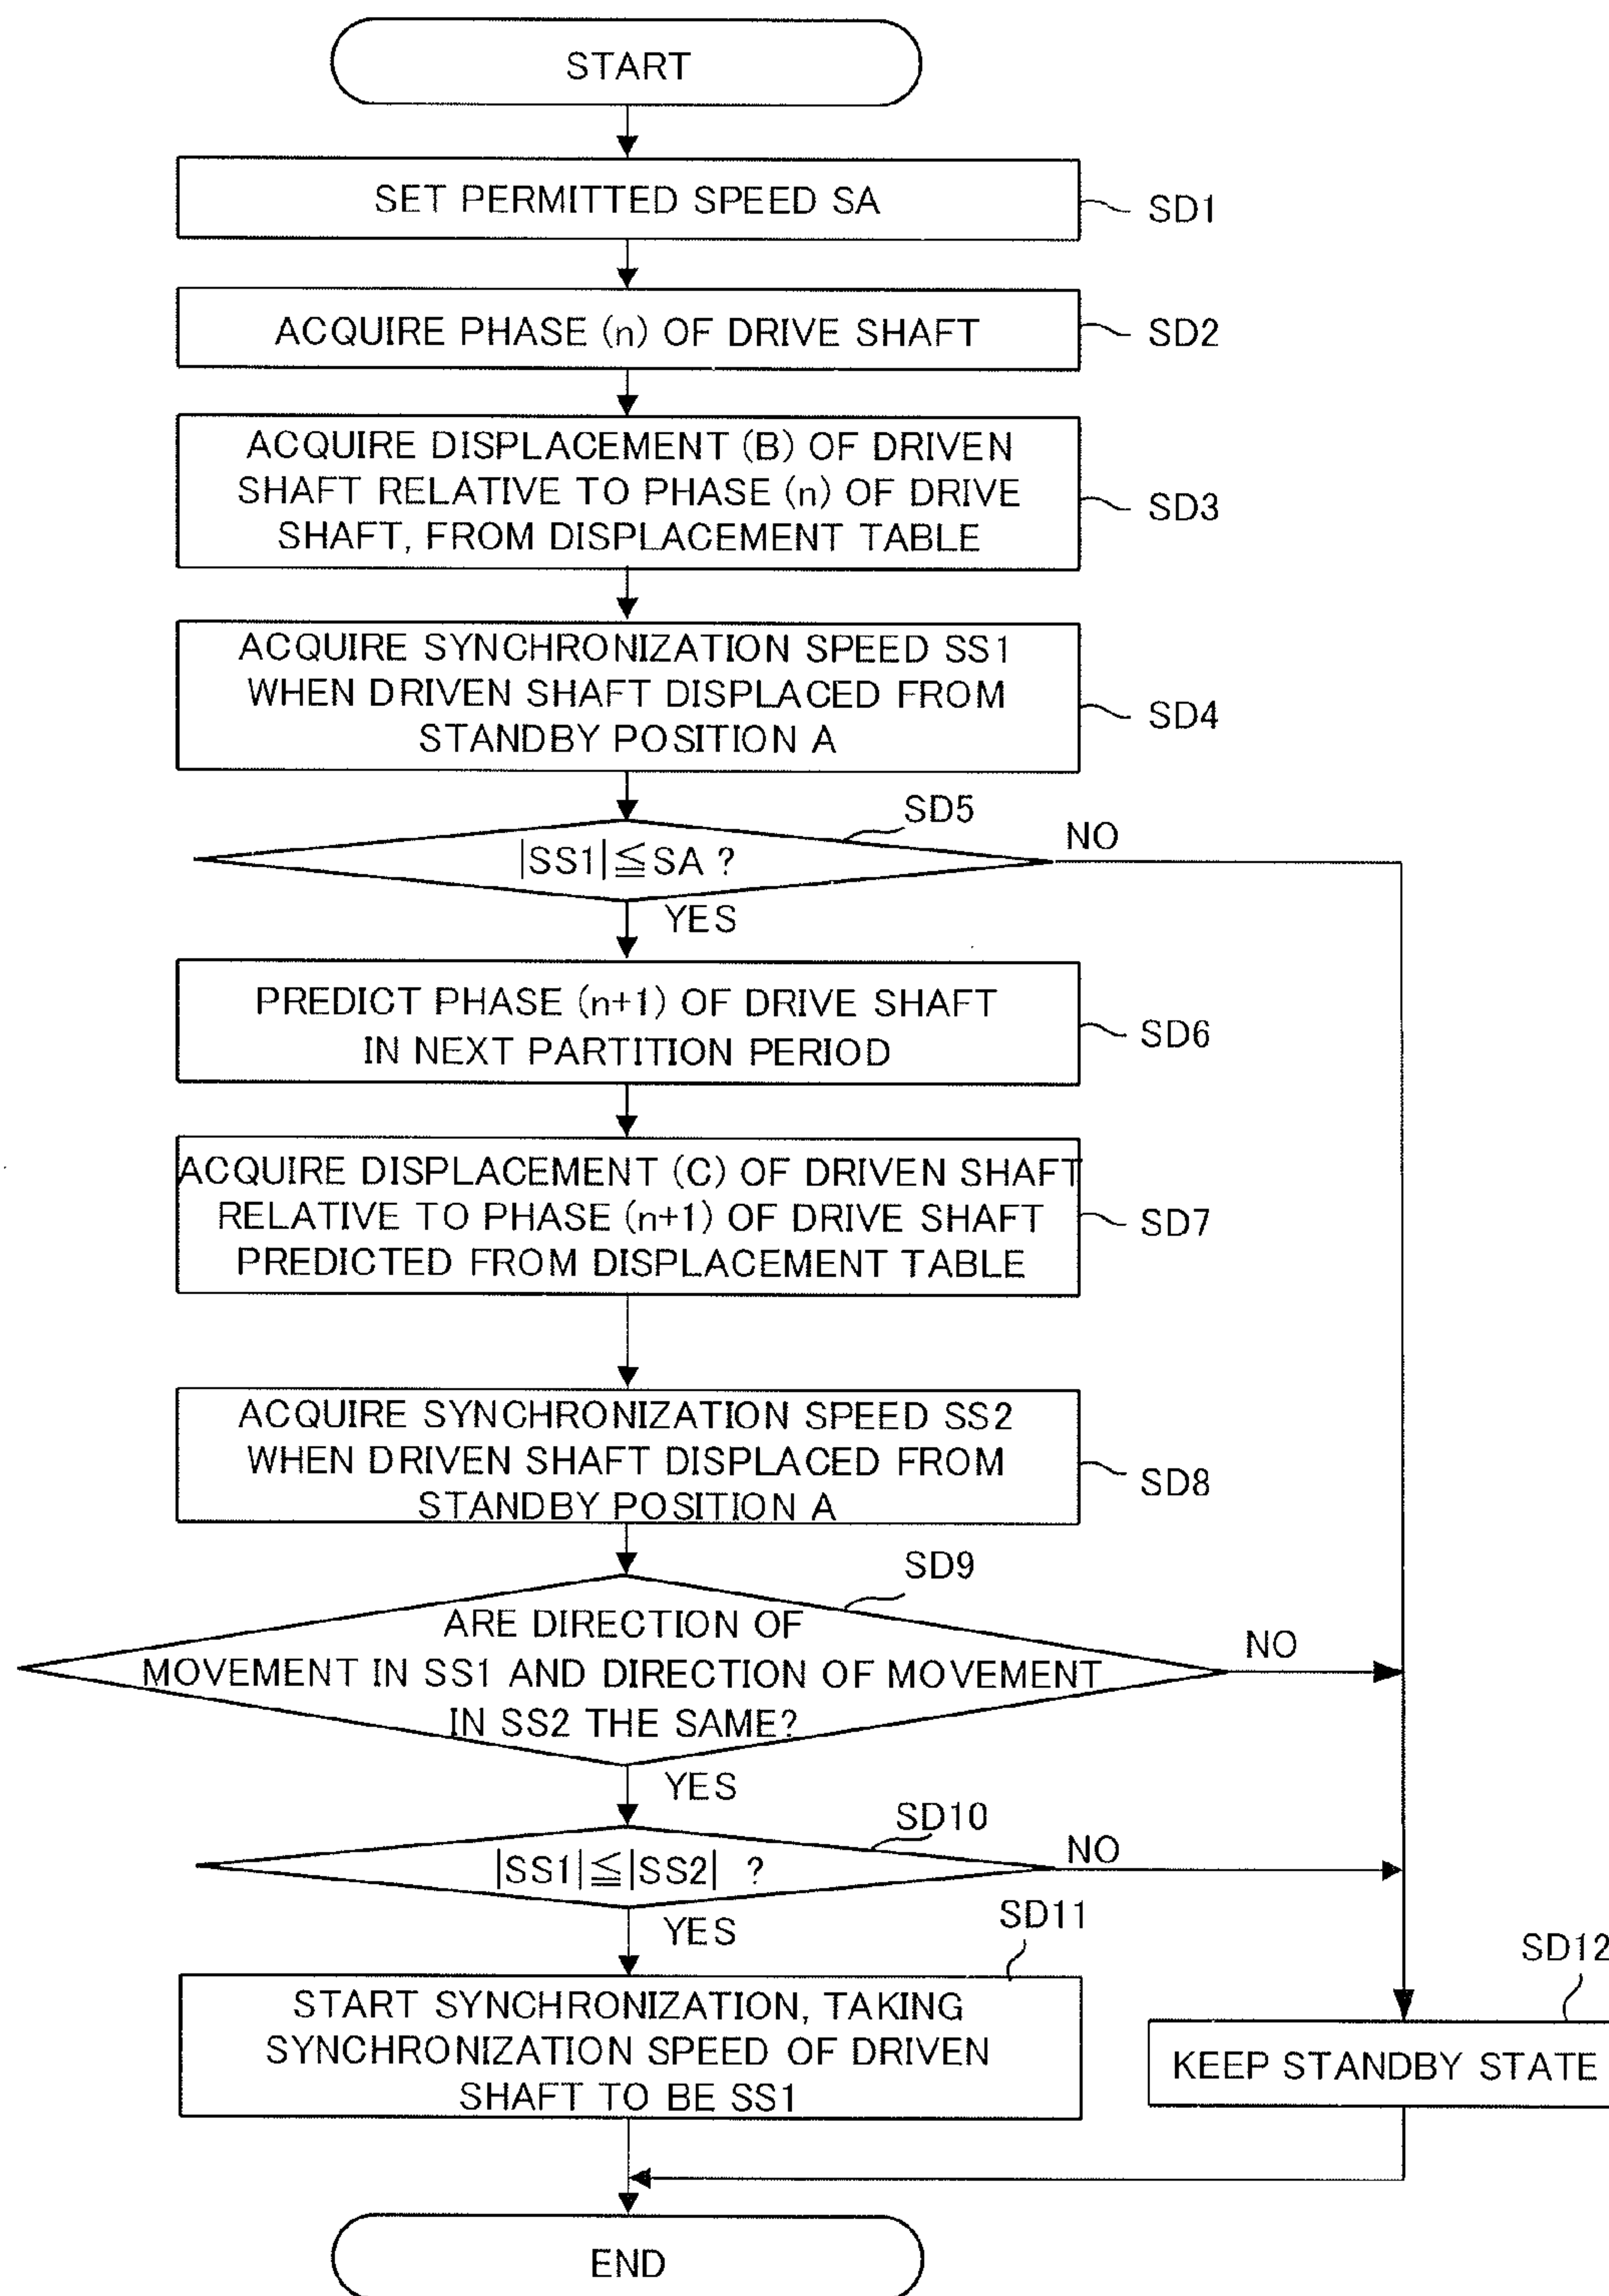 START
SET PERMITTED SPEED SA
SD1
ACQUIRE PHASE (n) OF DRIVE SHAFT
SD2
ACQUIRE DISPLACEMENT (B) OF DRIVEN
SHAFT RELATIVE TO PHASE (n) OF DRIVE
SHAFT, FROM DISPLACEMENT TABLE
SD3
ACQUIRE SYNCHRONIZATION SPEED SS1
WHEN DRIVEN SHAFT DISPLACED FROM
STANDBY POSITION A
SD4
SD5
|SS1|≦SA ?
NO
YES
PREDICT PHASE (n+1) OF DRIVE SHAFT
IN NEXT PARTITION PERIOD
SD6
ACQUIRE DISPLACEMENT (C) OF DRIVEN SHAFT
RELATIVE TO PHASE (n+1) OF DRIVE SHAFT
PREDICTED FROM DISPLACEMENT TABLE
SD7
ACQUIRE SYNCHRONIZATION SPEED SS2
WHEN DRIVEN SHAFT DISPLACED FROM
STANDBY POSITION A
SD8
SD9
ARE DIRECTION OF
MOVEMENT IN SS1 AND DIRECTION OF MOVEMENT
IN SS2 THE SAME?
NO
YES
SD10
|SS1|≦|SS2| ?
NO
YES
SD11
START SYNCHRONIZATION, TAKING
SYNCHRONIZATION SPEED OF DRIVEN
SHAFT TO BE SS1
SD12
KEEP STANDBY STATE
END